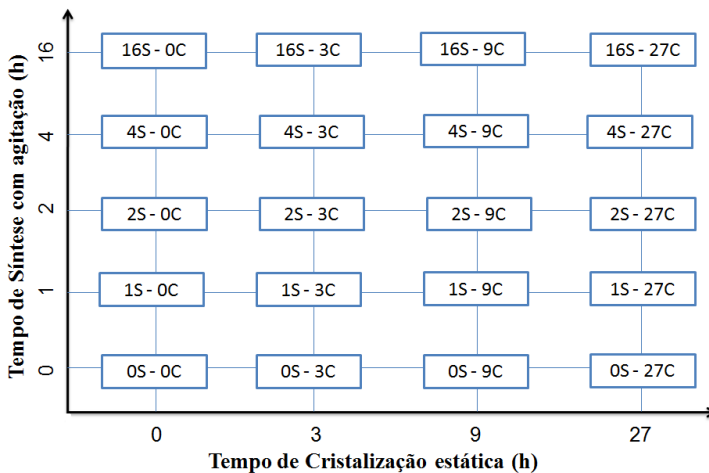 Tempo de Síntese com agitação (h)
16
16S - 0C
16S - 3C
16S - 9C
16S - 27C
4
4S - 0C
4S - 3C
4S - 9C
4S - 27C
2
2S - 0C
2S - 3C
2S - 9C
2S - 27C
1
1S - 0C
1S - 3C
1S - 9C
1S - 27C
0
0S - 0C
0S - 3C
0S - 9C
0S - 27C
0
3
9
27
Tempo de Cristalização estática (h)